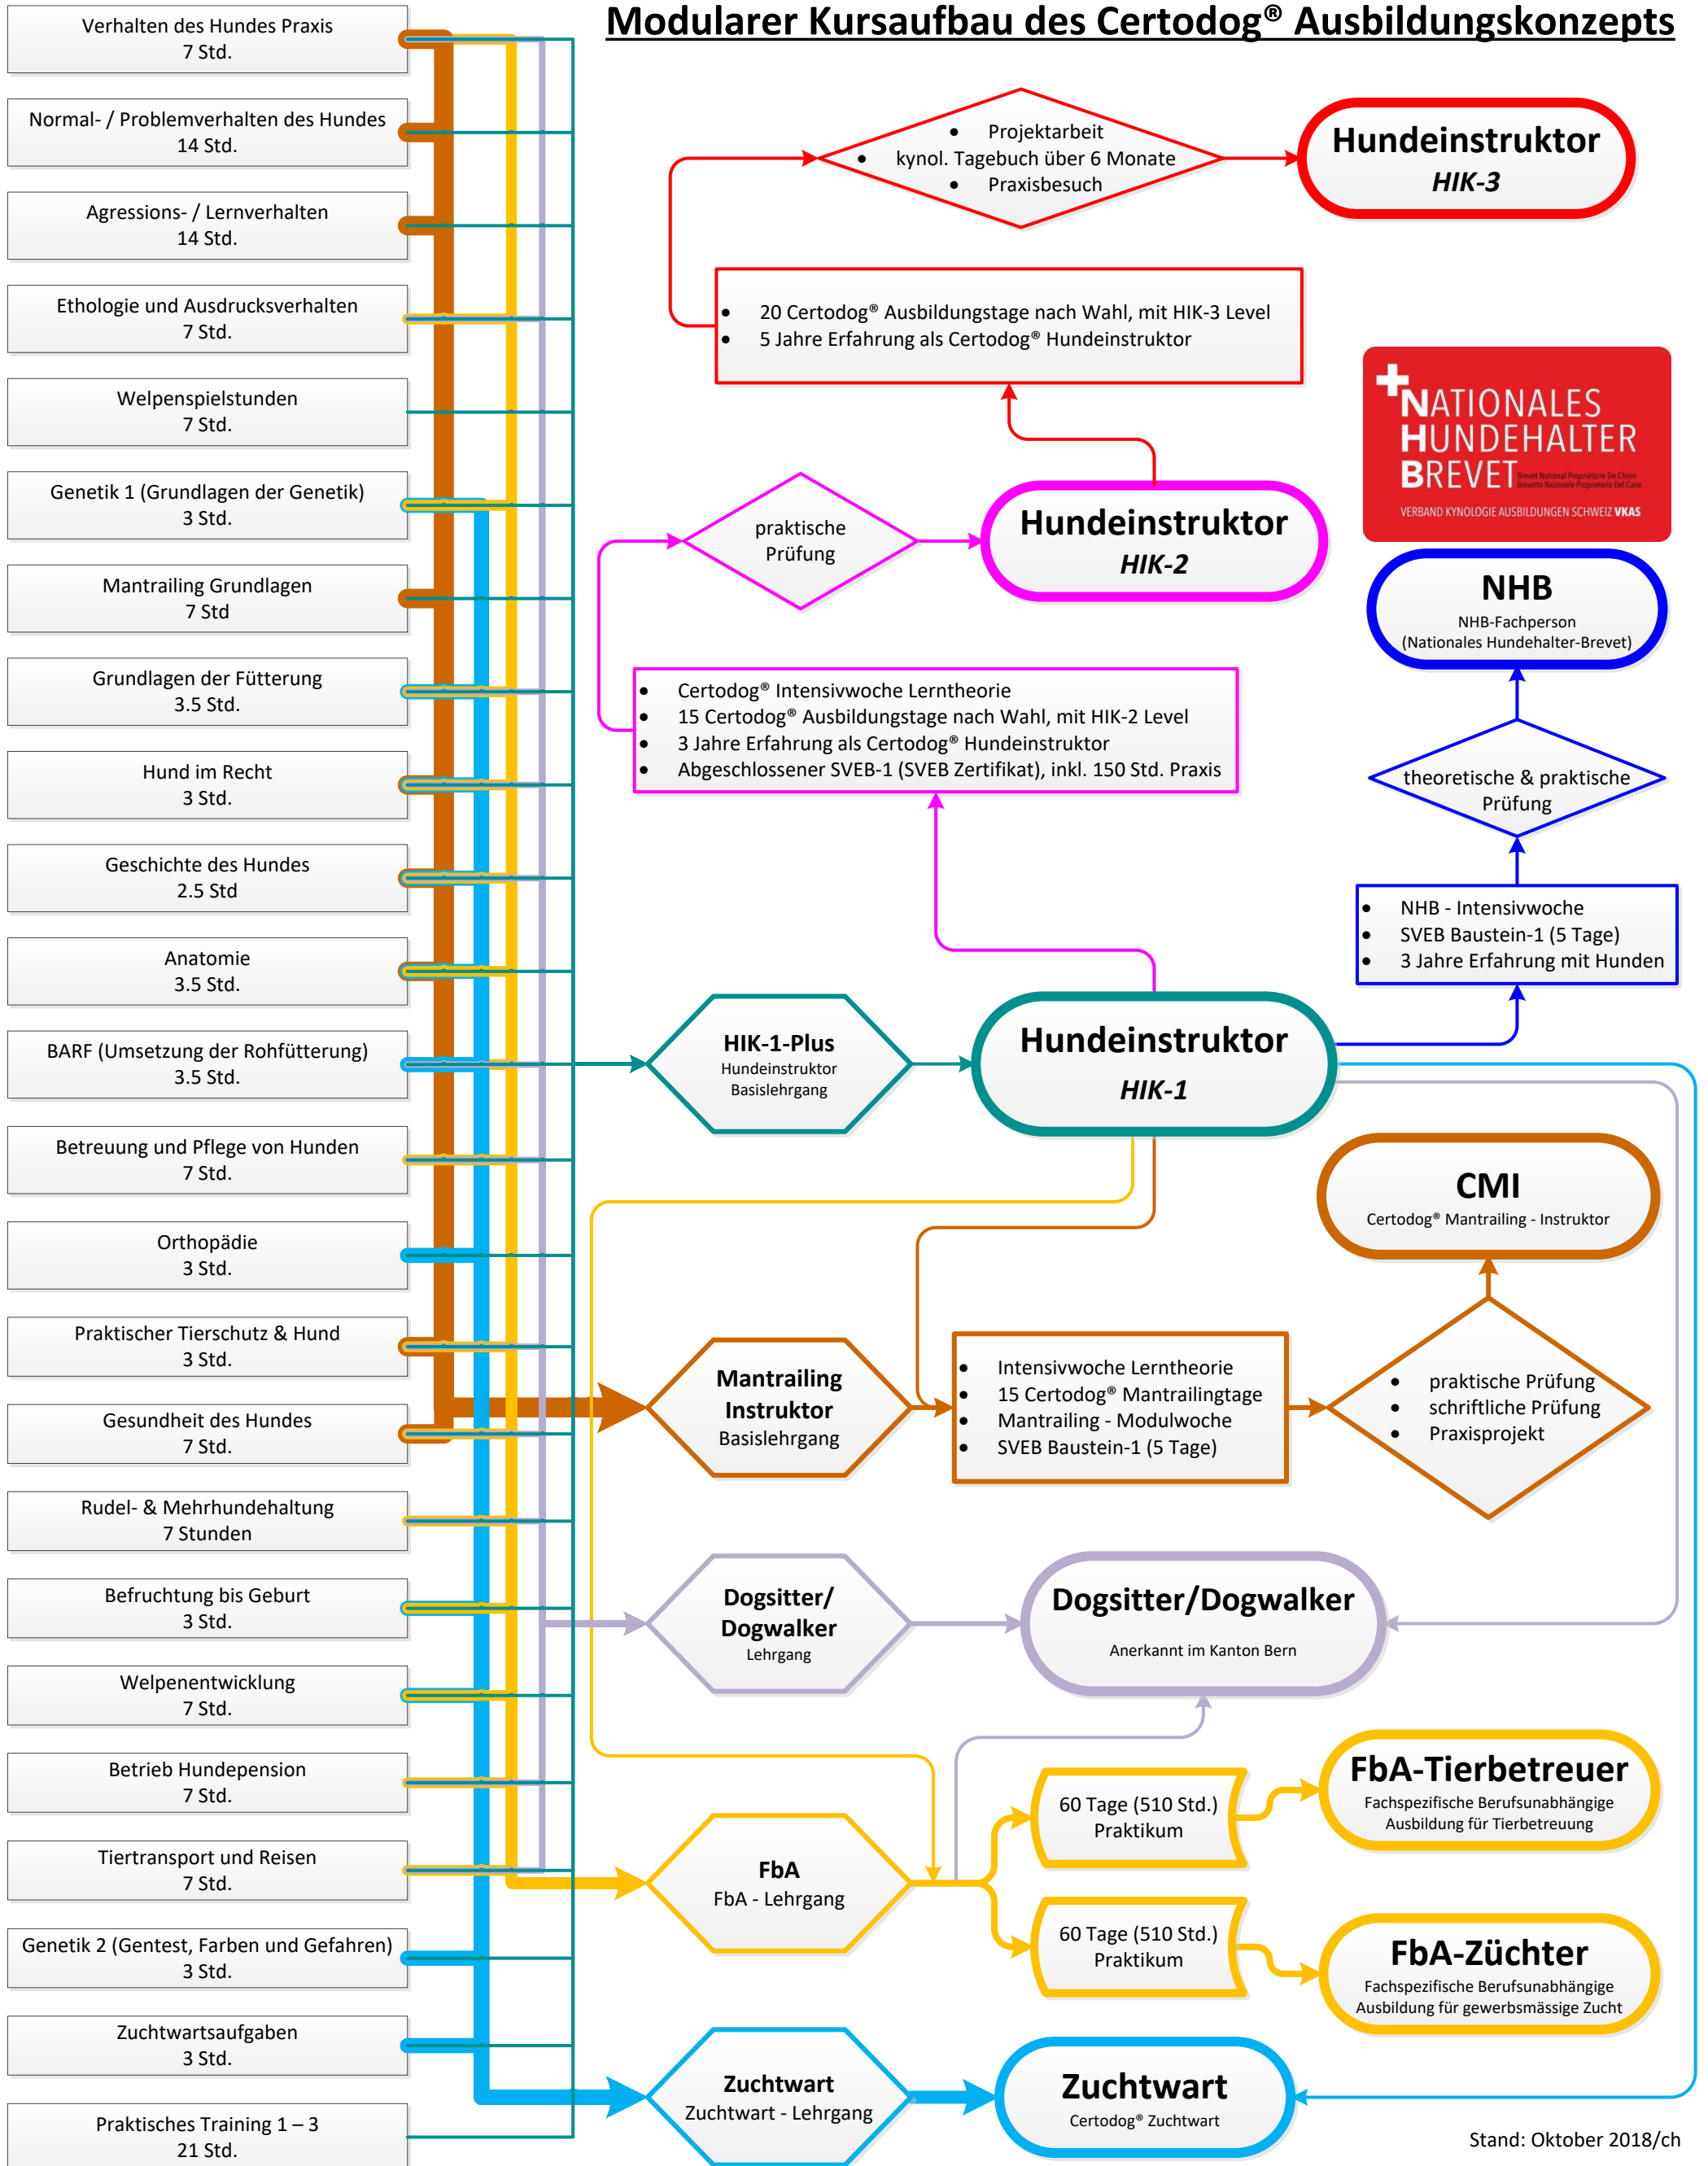 Modularer Kursaufbau des Certodog® Ausbildungskonzepts
Verhalten des Hundes Praxis
7 Std.
Normal- / Problemverhalten des Hundes
14 Std.
Agressions- / Lernverhalten
14 Std.
Ethologie und Ausdrucksverhalten
7 Std.
Welpenspielstunden
7 Std.
Genetik 1 (Grundlagen der Genetik)
3 Std.
Mantrailing Grundlagen
7 Std
Grundlagen der Fütterung
3.5 Std.
Hund im Recht
3 Std.
Geschichte des Hundes
2.5 Std
Anatomie
3.5 Std.
BARF (Umsetzung der Rohfütterung)
3.5 Std.
Betreuung und Pflege von Hunden
7 Std.
Orthopädie
3 Std.
Praktischer Tierschutz & Hund
3 Std.
Gesundheit des Hundes
7 Std.
Rudel- & Mehrhundehaltung
7 Stunden
Befruchtung bis Geburt
3 Std.
Welpenentwicklung
7 Std.
Betrieb Hundepension
7 Std.
Tiertransport und Reisen
7 Std.
Genetik 2 (Gentest, Farben und Gefahren)
3 Std.
Zuchtwartsaufgaben
3 Std.
Praktisches Training 1 – 3
21 Std.
• Projektarbeit
• kynol. Tagebuch über 6 Monate
• Praxisbesuch
Hundeinstruktor
HIK-3
• 20 Certodog® Ausbildungstage nach Wahl, mit HIK-3 Level
• 5 Jahre Erfahrung als Certodog® Hundeinstruktor
NATIONALES
HUNDEHALTER
BREVET
Brevet National Propriétaire De Chien
Brevetto Nazionale Proprietario Del Cane
VERBAND KYNOLOGIE AUSBILDUNGEN SCHWEIZ VKAS
praktische
Prüfung
Hundeinstruktor
HIK-2
NHB
NHB-Fachperson
(Nationales Hundehalter-Brevet)
• Certodog® Intensivwoche Lerntheorie
• 15 Certodog® Ausbildungstage nach Wahl, mit HIK-2 Level
• 3 Jahre Erfahrung als Certodog® Hundeinstruktor
• Abgeschlossener SVEB-1 (SVEB Zertifikat), inkl. 150 Std. Praxis
theoretische & praktische
Prüfung
• NHB - Intensivwoche
• SVEB Baustein-1 (5 Tage)
• 3 Jahre Erfahrung mit Hunden
HIK-1-Plus
Hundeinstruktor
Basislehrgang
Hundeinstruktor
HIK-1
CMI
Certodog® Mantrailing - Instruktor
Mantrailing
Instruktor
Basislehrgang
• Intensivwoche Lerntheorie
• 15 Certodog® Mantrailingtage
• Mantrailing - Modulwoche
• SVEB Baustein-1 (5 Tage)
• praktische Prüfung
• schriftliche Prüfung
• Praxisprojekt
Dogsitter/
Dogwalker
Lehrgang
Dogsitter/Dogwalker
Anerkannt im Kanton Bern
FbA
FbA - Lehrgang
60 Tage (510 Std.)
Praktikum
FbA-Tierbetreuer
Fachspezifische Berufsunabhängige
Ausbildung für Tierbetreuung
60 Tage (510 Std.)
Praktikum
FbA-Züchter
Fachspezifische Berufsunabhängige
Ausbildung für gewerbsmässige Zucht
Zuchtwart
Zuchtwart - Lehrgang
Zuchtwart
Certodog® Zuchtwart
Stand: Oktober 2018/ch